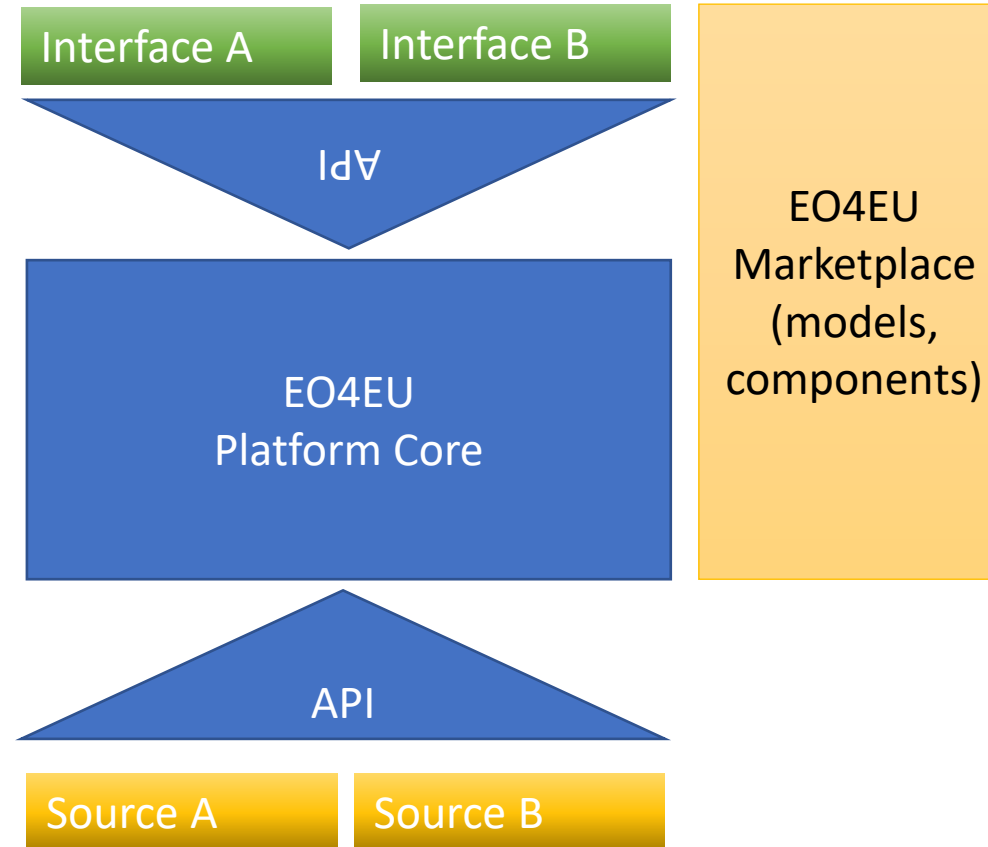 Interface A
Interface B
API
EO4EU
Platform Core
EO4EU
Marketplace
(models,
components)
API
Source A
Source B